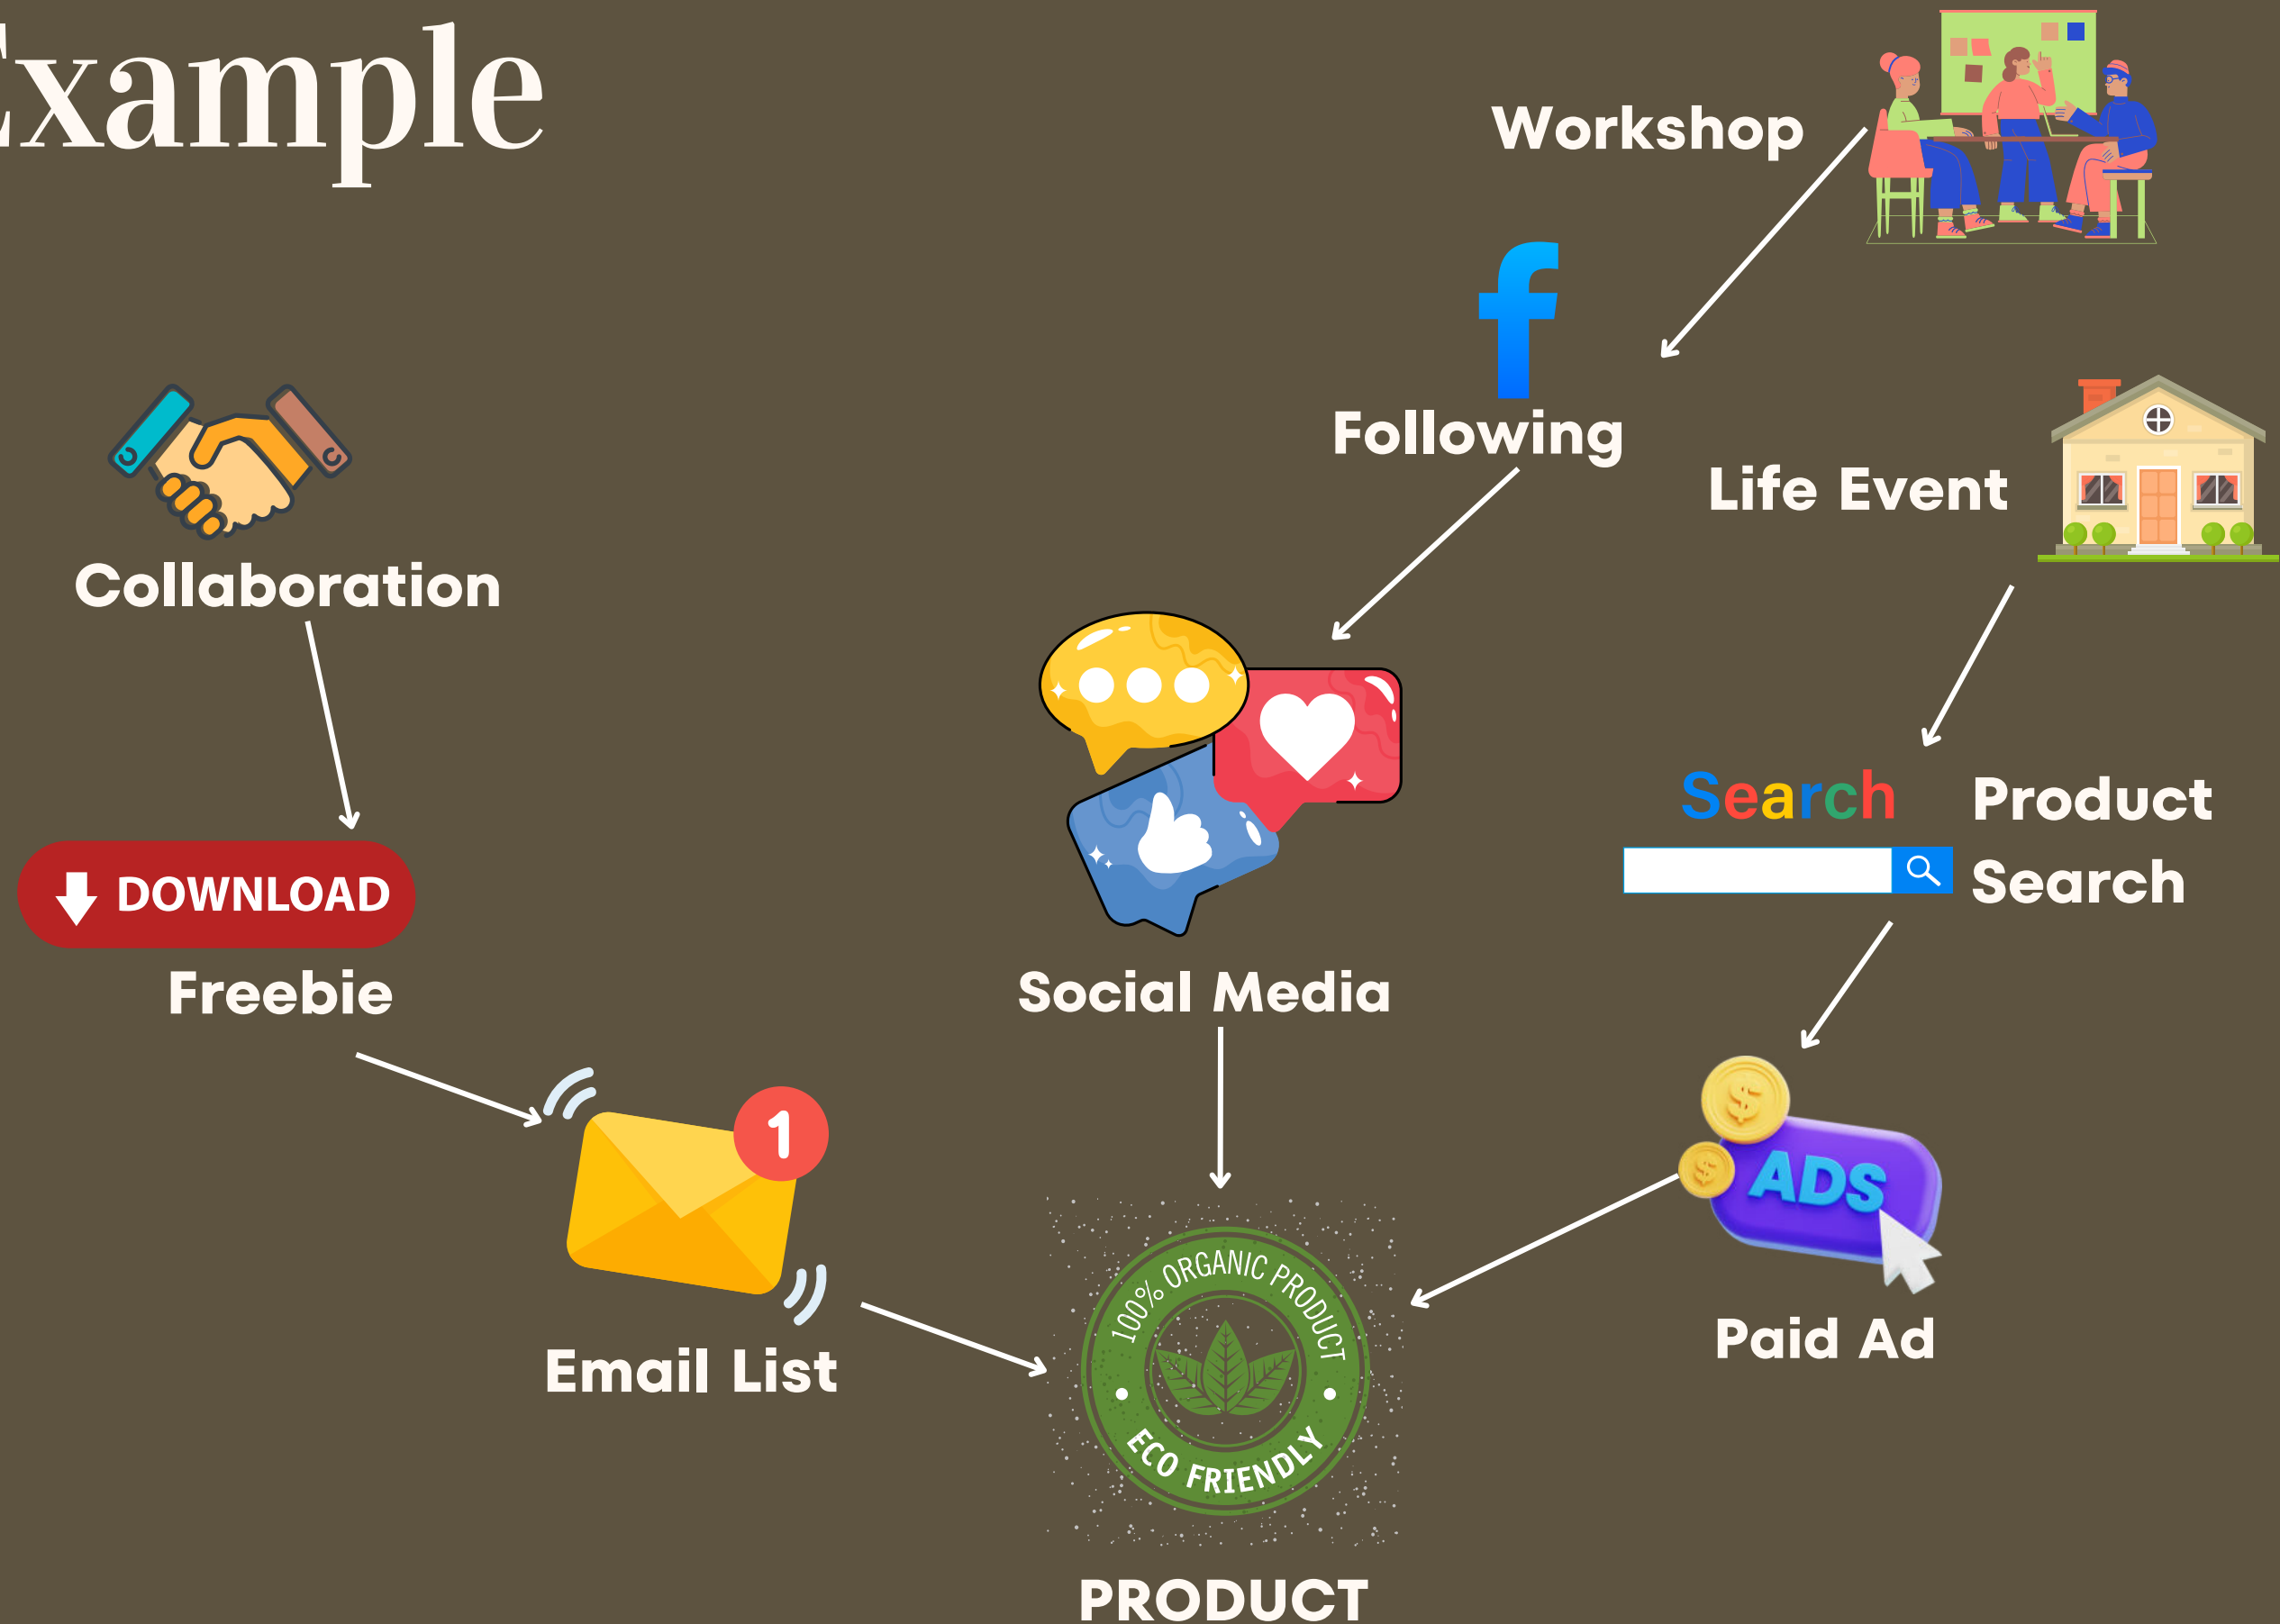 Example
Workshop
Following
Life Event
Collaboration
Search
Product
Search
DOWNLOAD
Freebie
Social Media
1
$
$
ADS
Paid Ad
Email List
100% ORGANIC PRODUCT
ECO FRIENDLY
PRODUCT